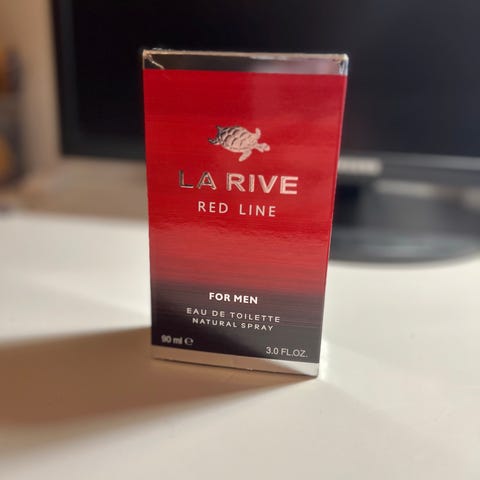 LA RIVE
RED LINE
FOR MEN
EAU DE TOILETTE
NATURAL SPRAY
90 ml ℮
3.0 FL.OZ.